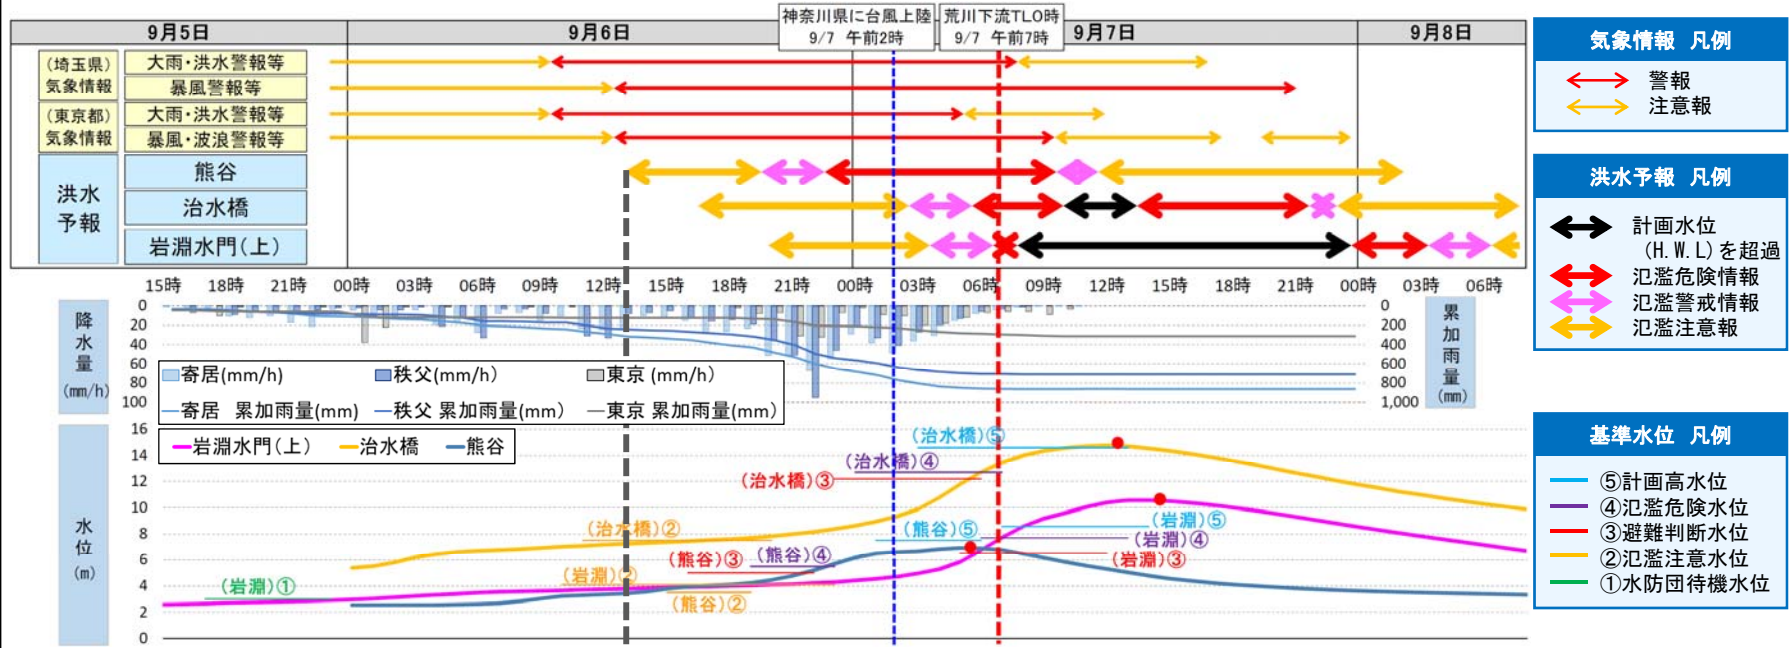 神奈川県に台風上陸
9/7 午前2時
荒川下流TLO時
9/7 午前7時
9月5日
9月6日
9月7日
9月8日
(埼玉県)
気象情報
大雨・洪水警報等
暴風警報等
(東京都)
気象情報
大雨・洪水警報等
暴風・波浪警報等
洪水
予報
熊谷
治水橋
岩淵水門(上)
15時 18時 21時 00時 03時 06時 09時 12時 15時 18時 21時 00時 03時 06時 09時 12時 15時 18時 21時 00時 03時 06時
降水量
(mm/h)
0
20
40
60
80
100
0
200
400
600
800
1,000
累加雨量
(mm)
寄居(mm/h) 秩父(mm/h) 東京(mm/h)
寄居 累加雨量(mm) 秩父 累加雨量(mm) 東京 累加雨量(mm)
水位
(m)
16
14
12
10
8
6
4
2
0
岩淵水門(上) 治水橋 熊谷
(治水橋)⑤
(治水橋)④
(治水橋)③
(治水橋)②
(熊谷)⑤
(熊谷)④
(熊谷)③
(熊谷)②
(岩淵)⑤
(岩淵)④
(岩淵)③
(岩淵)②
(岩淵)①
気象情報 凡例
警報
注意報
洪水予報 凡例
計画水位
(H.W.L)を超過
氾濫危険情報
氾濫警戒情報
氾濫注意報
基準水位 凡例
⑤計画高水位
④氾濫危険水位
③避難判断水位
②氾濫注意水位
①水防団待機水位